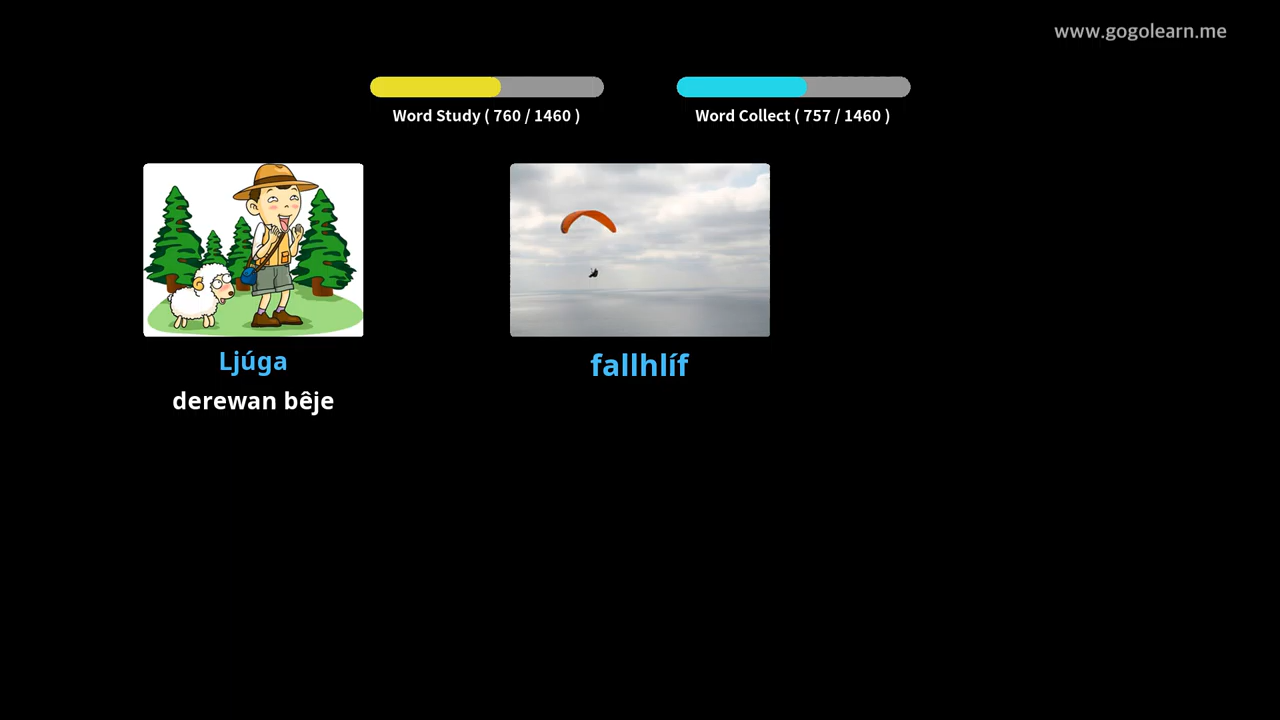 www.gogolearn.me
Word Study ( 760 / 1460 )
Word Collect ( 757 / 1460 )
Ljúga
derewan bêje
fallhlíf